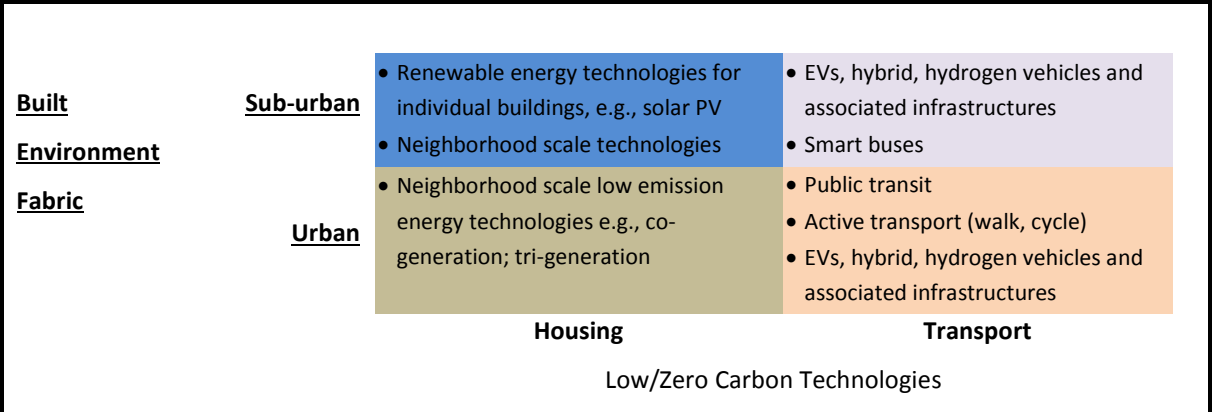 Built
Environment
Fabric
Sub-urban
• Renewable energy technologies for
individual buildings, e.g., solar PV
• Neighborhood scale technologies
• EVs, hybrid, hydrogen vehicles and
associated infrastructures
• Smart buses
Urban
• Neighborhood scale low emission
energy technologies e.g., co-
generation; tri-generation
• Public transit
• Active transport (walk, cycle)
• EVs, hybrid, hydrogen vehicles and
associated infrastructures
Housing
Transport
Low/Zero Carbon Technologies